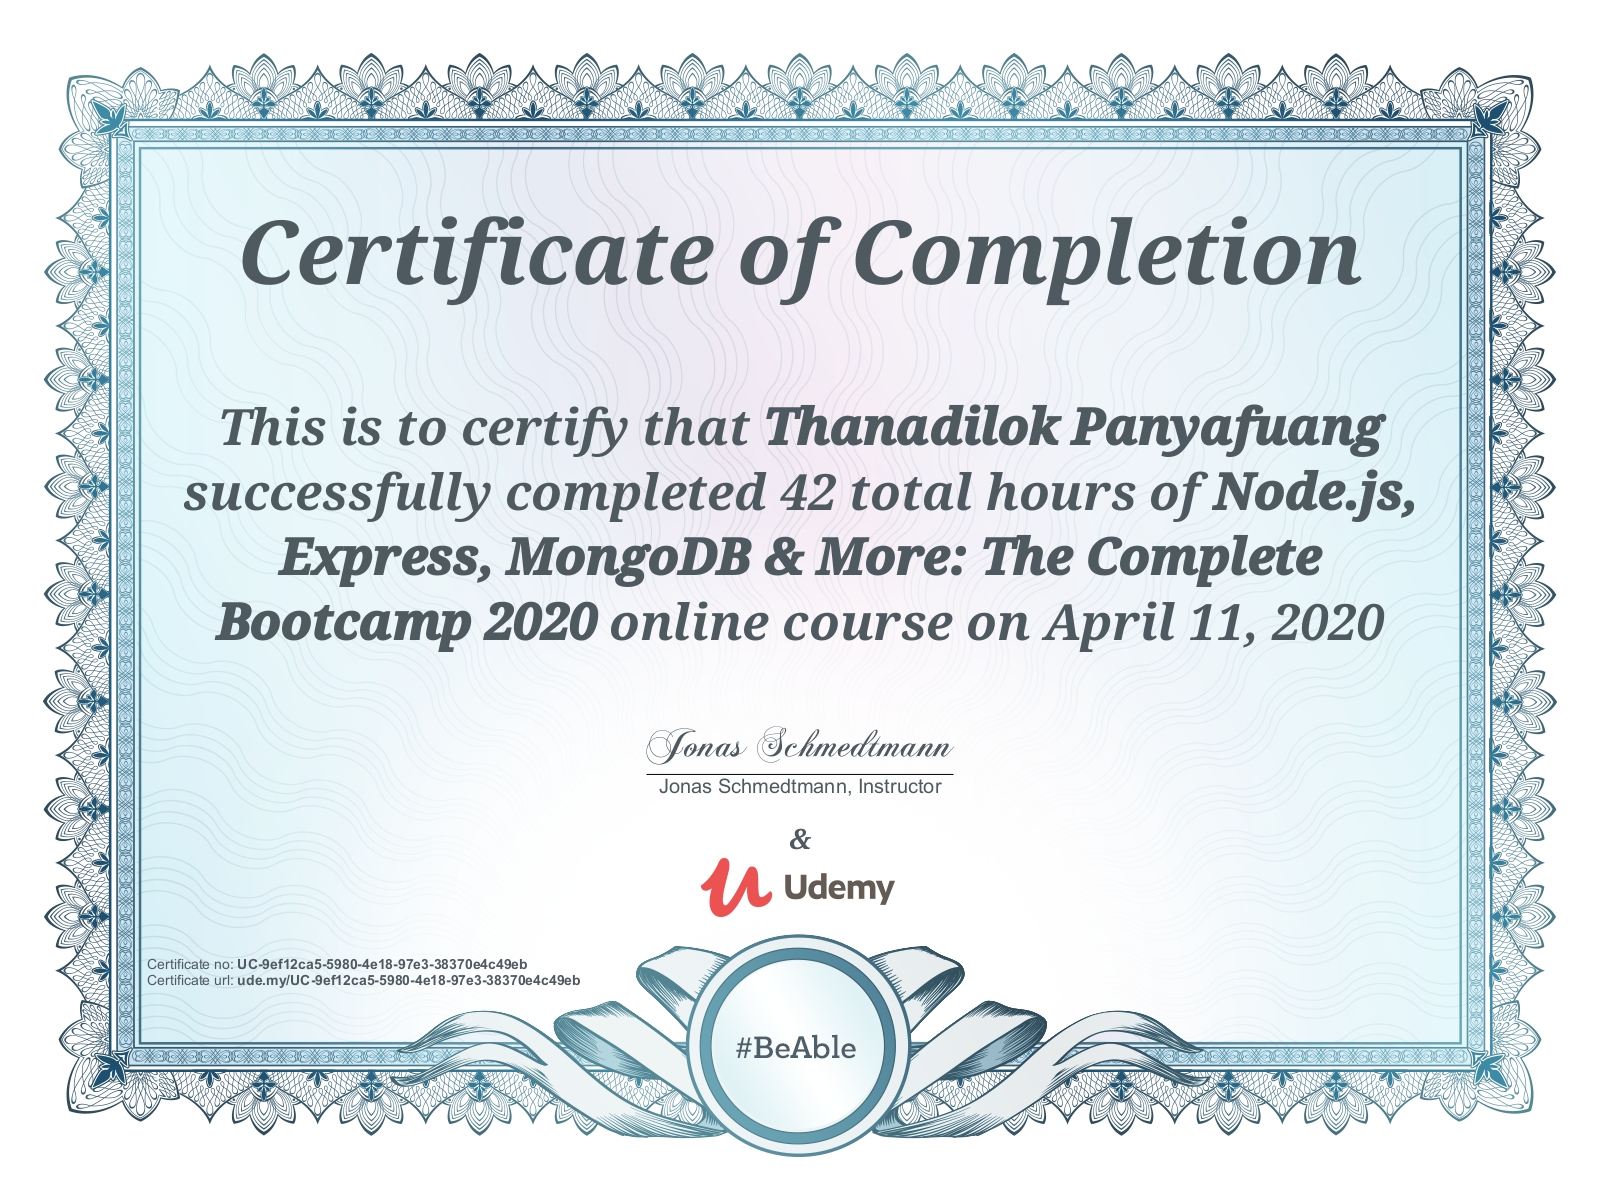 Certificate of Completion
This is to certify that Thanadilok Panyafuang
successfully completed 42 total hours of Node.js,
Express, MongoDB & More: The Complete
Bootcamp 2020 online course on April 11, 2020
Jonas Schmedtmann
Jonas Schmedtmann, Instructor
&
Udemy
Certificate no: UC-9ef12ca5-5980-4e18-97e3-38370e4c49eb
Certificate url: ude.my/UC-9ef12ca5-5980-4e18-97e3-38370e4c49eb
#BeAble